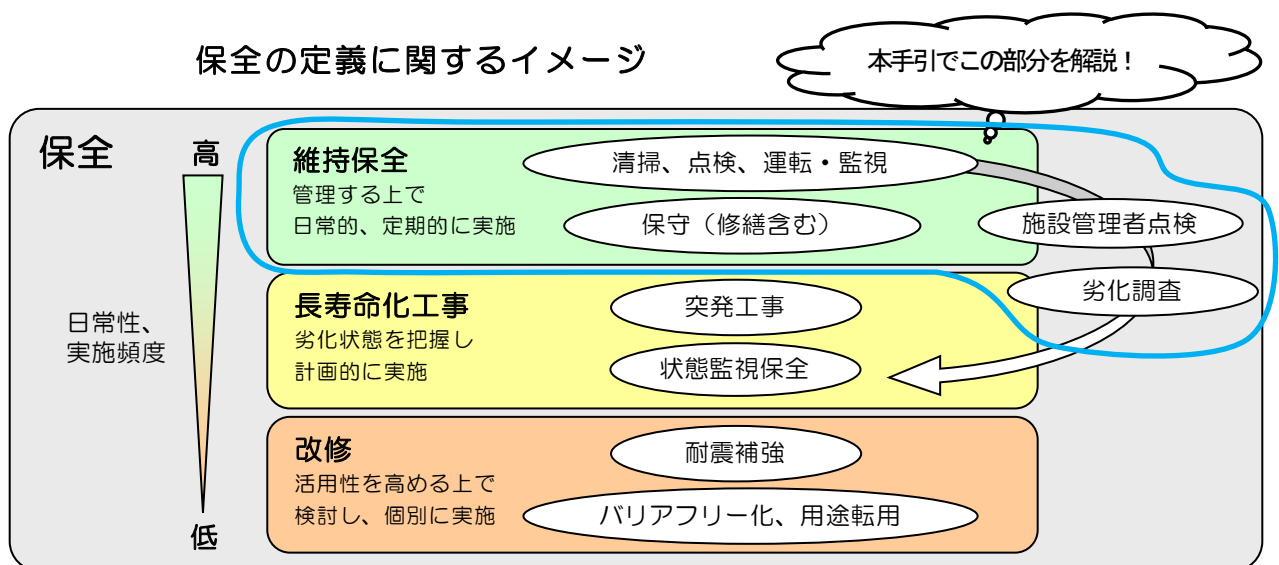 保全の定義に関するイメージ
本手引でこの部分を解説！
保全
高
維持保全
管理する上で
日常的、定期的に実施
清掃、点検、運転・監視
保守（修繕含む）
施設管理者点検
劣化調査
日常性、
実施頻度
長寿命化工事
劣化状態を把握し
計画的に実施
突発工事
状態監視保全
改修
活用性を高める上で
検討し、個別に実施
耐震補強
バリアフリー化、用途転用
低